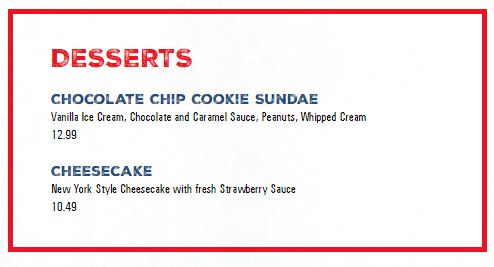 DESSERTS
CHOCOLATE CHIP COOKIE SUNDAE
Vanilla Ice Cream, Chocolate and Caramel Sauce, Peanuts, Whipped Cream
12.99
CHEESECAKE
New York Style Cheesecake with fresh Strawberry Sauce
10.49